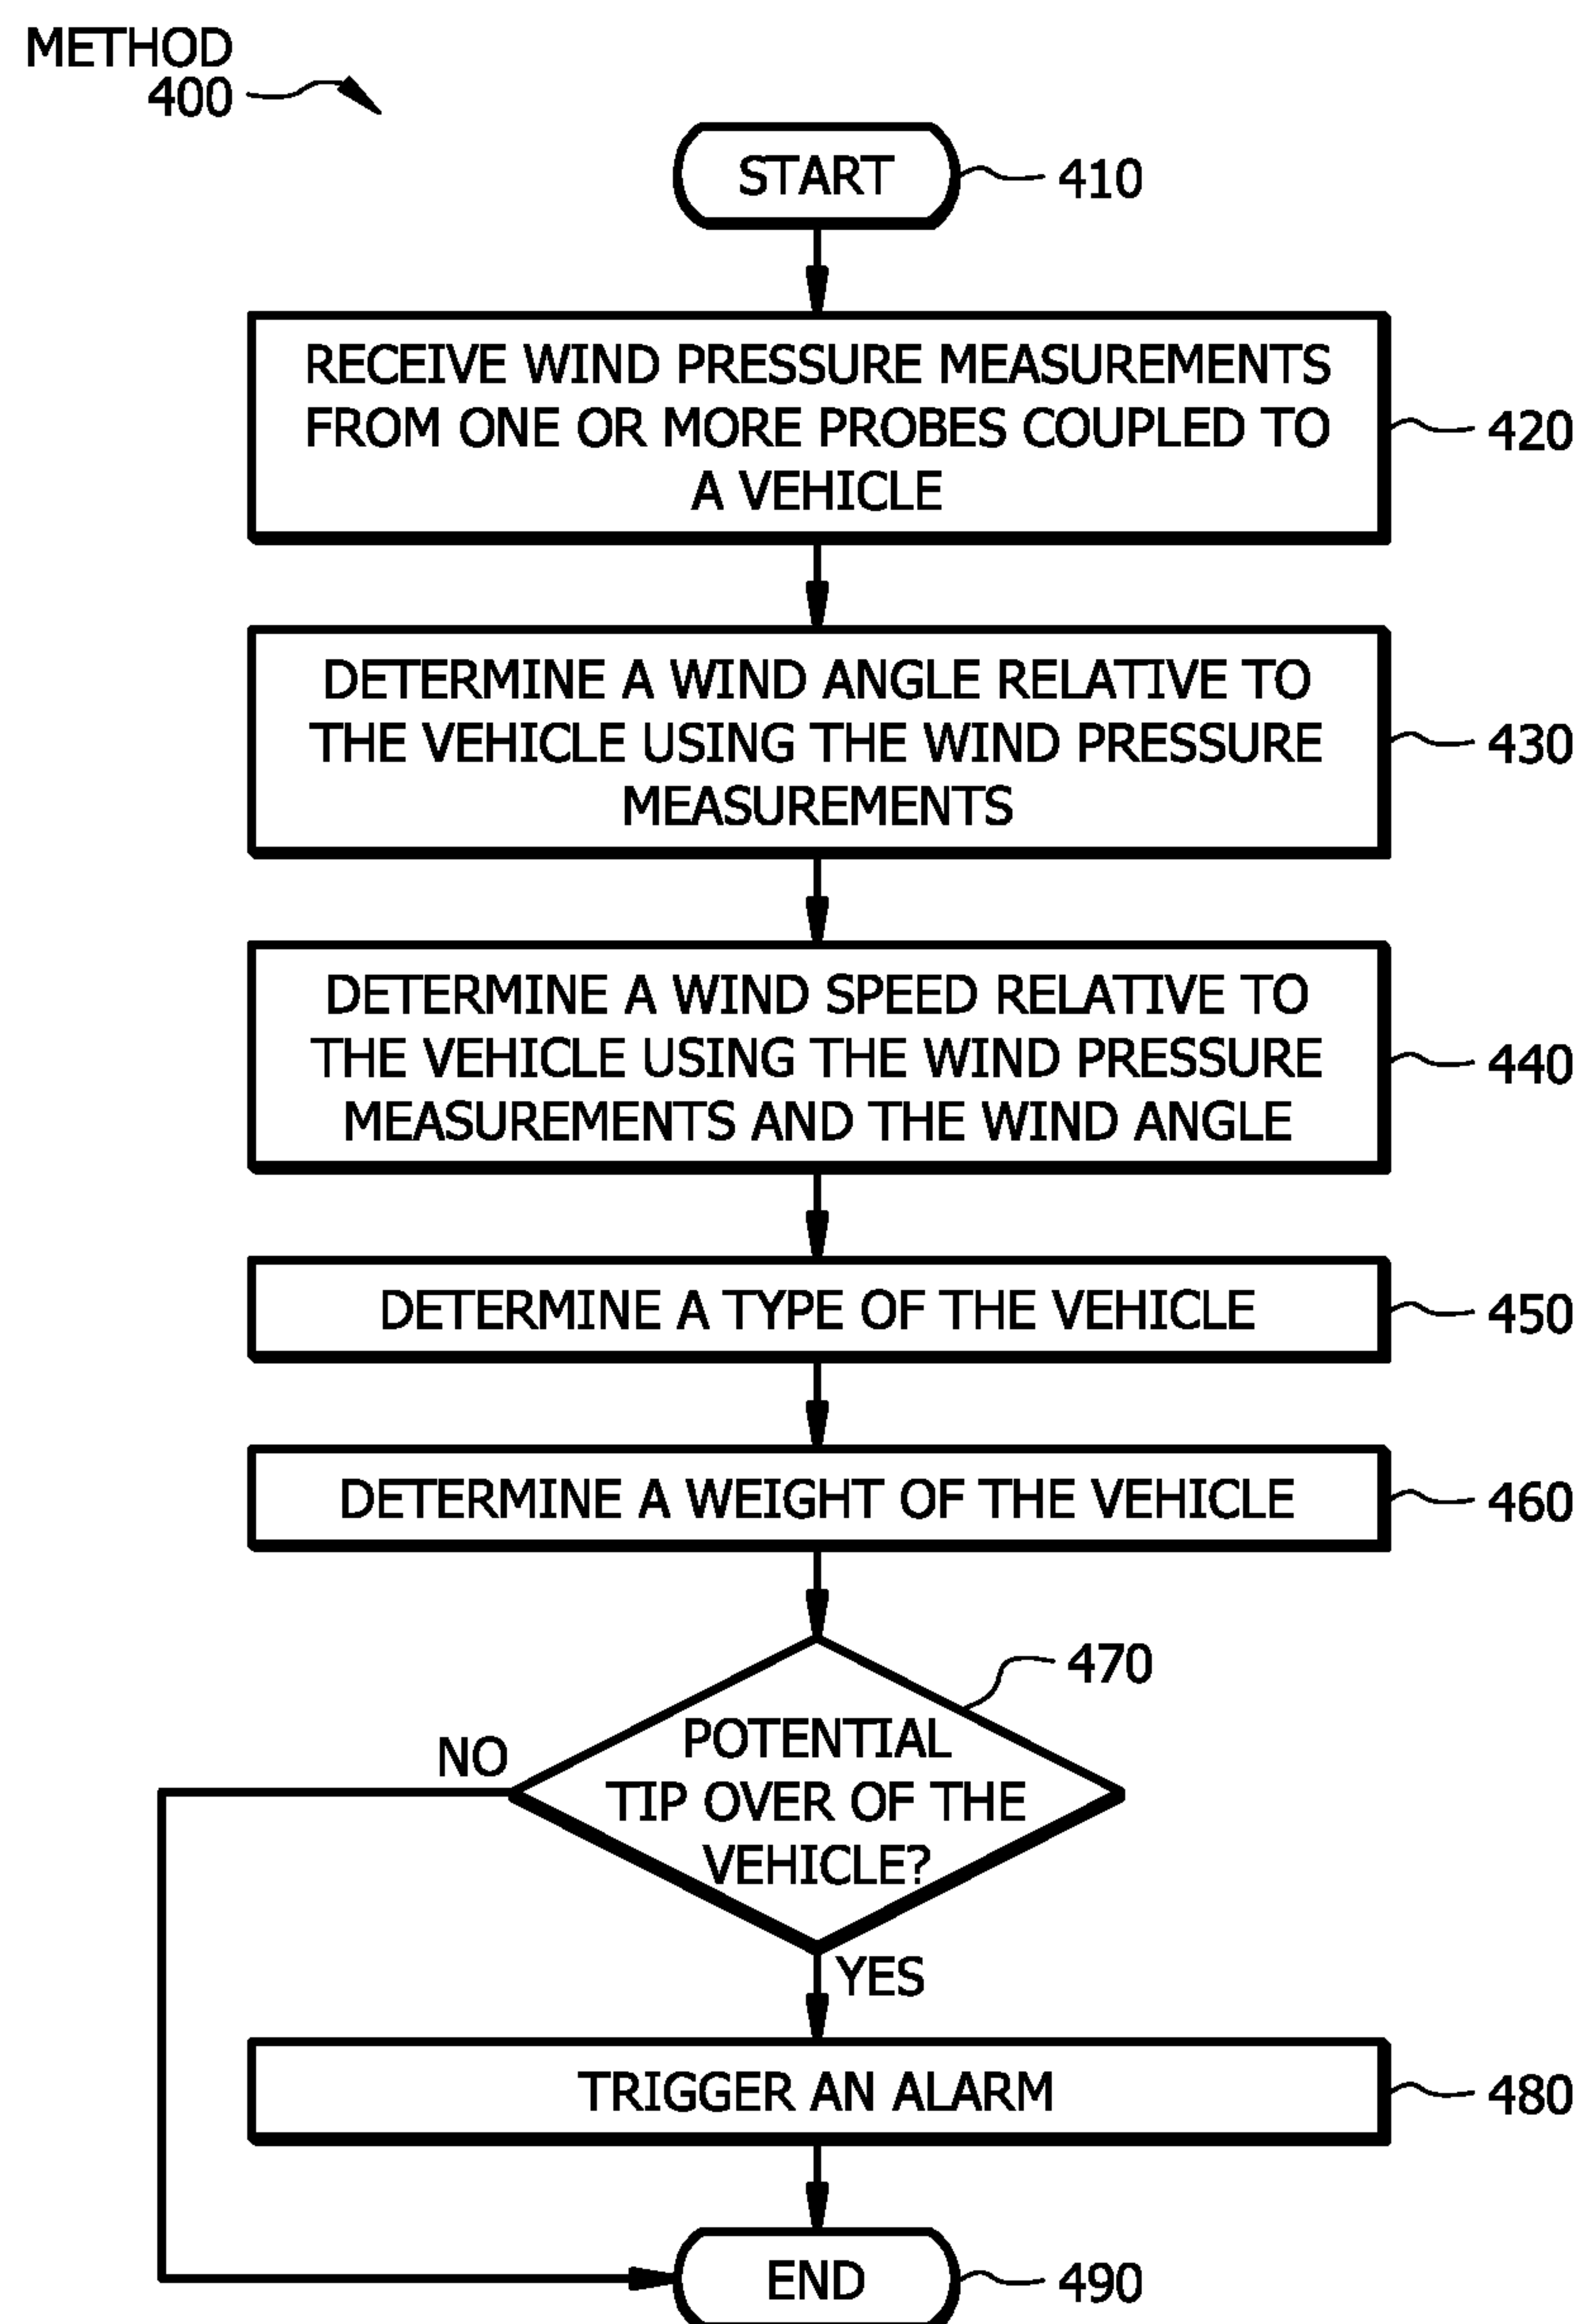 METHOD
400
START
410
RECEIVE WIND PRESSURE MEASUREMENTS
FROM ONE OR MORE PROBES COUPLED TO
A VEHICLE
420
DETERMINE A WIND ANGLE RELATIVE TO
THE VEHICLE USING THE WIND PRESSURE
MEASUREMENTS
430
DETERMINE A WIND SPEED RELATIVE TO
THE VEHICLE USING THE WIND PRESSURE
MEASUREMENTS AND THE WIND ANGLE
440
DETERMINE A TYPE OF THE VEHICLE
450
DETERMINE A WEIGHT OF THE VEHICLE
460
470
POTENTIAL
TIP OVER OF THE
VEHICLE?
NO
YES
TRIGGER AN ALARM
480
END
490